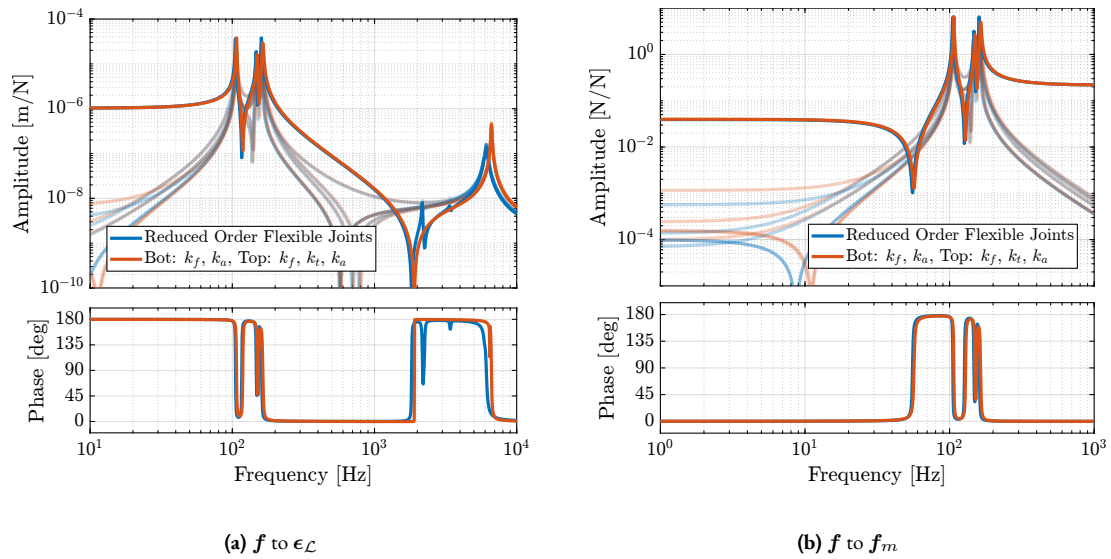 Amplitude [m/N]
10^{-4}
10^{-6}
10^{-8}
10^{-10}
Reduced Order Flexible Joints
Bot: k_f, k_a, Top: k_f, k_t, k_a
Phase [deg]
180
135
90
45
0
10^1 10^2 10^3 10^4
Frequency [Hz]
(a) f to ϵ_ℒ
Amplitude [N/N]
10^0
10^{-2}
10^{-4}
Reduced Order Flexible Joints
Bot: k_f, k_a, Top: k_f, k_t, k_a
Phase [deg]
180
135
90
45
0
10^0 10^1 10^2 10^3
Frequency [Hz]
(b) f to f_m